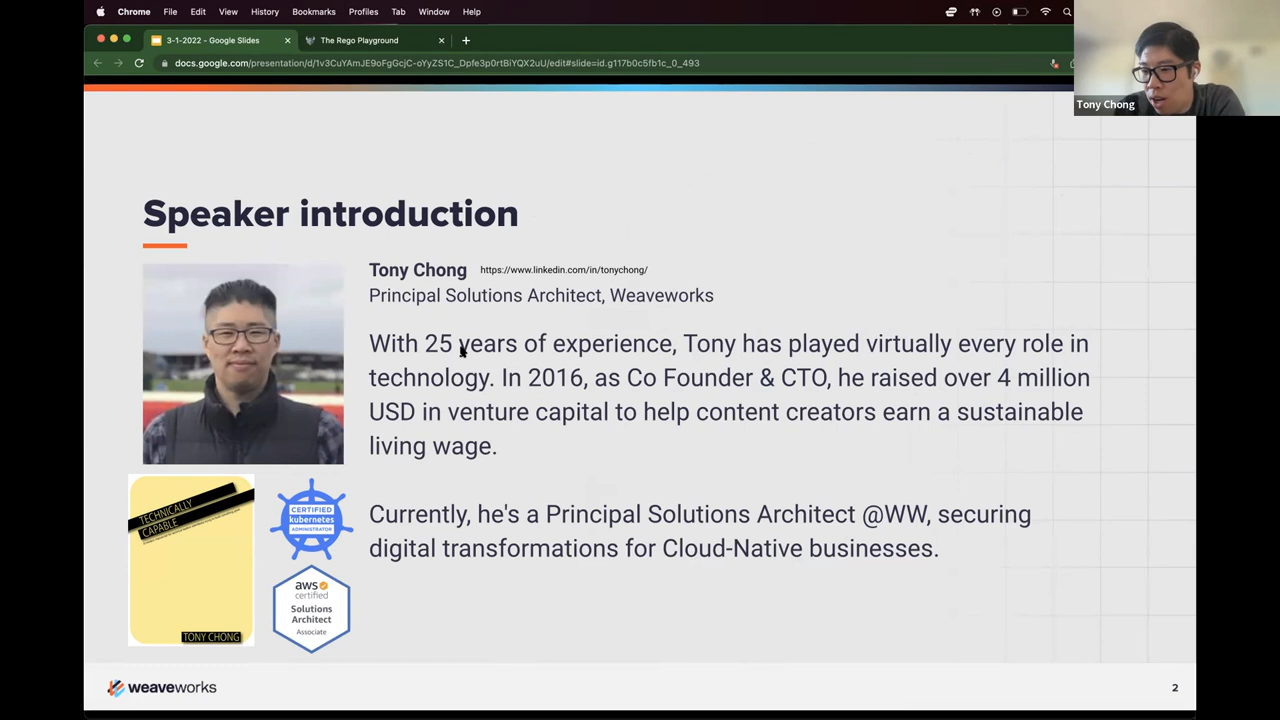 Chrome File Edit View History Bookmarks Profiles Tab Window Help
3-1-2022 - Google Slides
The Rego Playground
docs.google.com/presentation/d/1v3CuYAmJE9oFgGcjC-oYyZS1C_Dpfe3p0rtBiYQX2uU/edit#slide=id.g117b0c5fb1c_0_493
Tony Chong
Speaker introduction
Tony Chong https://www.linkedin.com/in/tonychong/
Principal Solutions Architect, Weaveworks
With 25 years of experience, Tony has played virtually every role in
technology. In 2016, as Co Founder & CTO, he raised over 4 million
USD in venture capital to help content creators earn a sustainable
living wage.
Currently, he's a Principal Solutions Architect @WW, securing
digital transformations for Cloud-Native businesses.
TECHNICALLY
CAPABLE
TONY CHONG
CERTIFIED
kubernetes
ADMINISTRATOR
aws
certified
Solutions
Architect
Associate
weaveworks
2